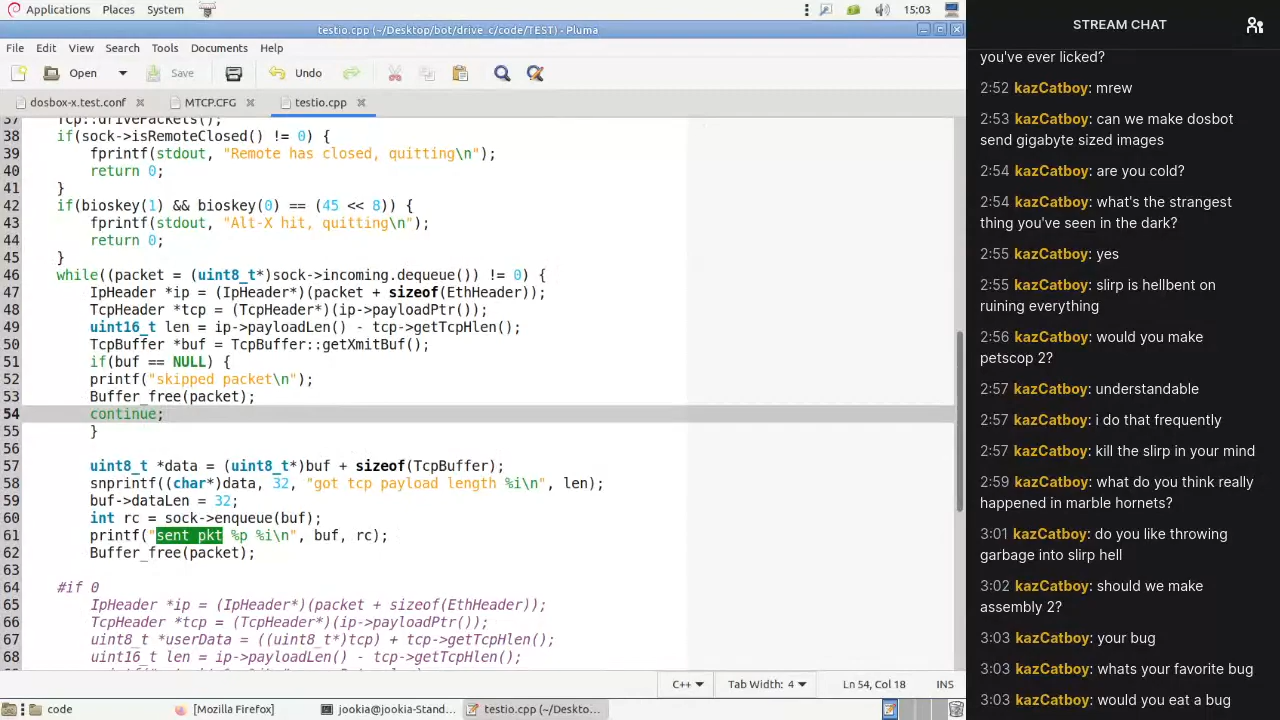 Applications Places System 15:03
testio.cpp (~/Desktop/bot/drive_c/code/TEST) - Pluma
File Edit View Search Tools Documents Help
Open Save Undo
dosbox-x.test.conf MTCP.CFG testio.cpp
37 Tcp::drivePackets();
38 if(sock->isRemoteClosed() != 0) {
39 fprintf(stdout, "Remote has closed, quitting\n");
40 return 0;
41 }
42 if(bioskey(1) && bioskey(0) == (45 << 8)) {
43 fprintf(stdout, "Alt-X hit, quitting\n");
44 return 0;
45 }
46 while((packet = (uint8_t*)sock->incoming.dequeue()) != 0) {
47 IpHeader *ip = (IpHeader*)(packet + sizeof(EthHeader));
48 TcpHeader *tcp = (TcpHeader*)(ip->payloadPtr());
49 uint16_t len = ip->payloadLen() - tcp->getTcpHlen();
50 TcpBuffer *buf = TcpBuffer::getXmitBuf();
51 if(buf == NULL) {
52 printf("skipped packet\n");
53 Buffer_free(packet);
54 continue;
55 }
56
57 uint8_t *data = (uint8_t*)buf + sizeof(TcpBuffer);
58 snprintf((char*)data, 32, "got tcp payload length %i\n", len);
59 buf->dataLen = 32;
60 int rc = sock->enqueue(buf);
61 printf("sent pkt %p %i\n", buf, rc);
62 Buffer_free(packet);
63
64 #if 0
65 IpHeader *ip = (IpHeader*)(packet + sizeof(EthHeader));
66 TcpHeader *tcp = (TcpHeader*)(ip->payloadPtr());
67 uint8_t *userData = ((uint8_t*)tcp) + tcp->getTcpHlen();
68 uint16_t len = ip->payloadLen() - tcp->getTcpHlen();
C++ Tab Width: 4 Ln 54, Col 18 INS
code [Mozilla Firefox] jookia@jookia-Stand... testio.cpp (~/Deskto...
STREAM CHAT
you've ever licked?
2:52 kazCatboy: mrew
2:53 kazCatboy: can we make dosbot
send gigabyte sized images
2:54 kazCatboy: are you cold?
2:54 kazCatboy: what's the strangest
thing you've seen in the dark?
2:55 kazCatboy: yes
2:55 kazCatboy: slirp is hellbent on
ruining everything
2:56 kazCatboy: would you make
petscop 2?
2:57 kazCatboy: understandable
2:57 kazCatboy: i do that frequently
2:57 kazCatboy: kill the slirp in your mind
2:59 kazCatboy: what do you think really
happened in marble hornets?
3:01 kazCatboy: do you like throwing
garbage into slirp hell
3:02 kazCatboy: should we make
assembly 2?
3:03 kazCatboy: your bug
3:03 kazCatboy: whats your favorite bug
3:03 kazCatboy: would you eat a bug